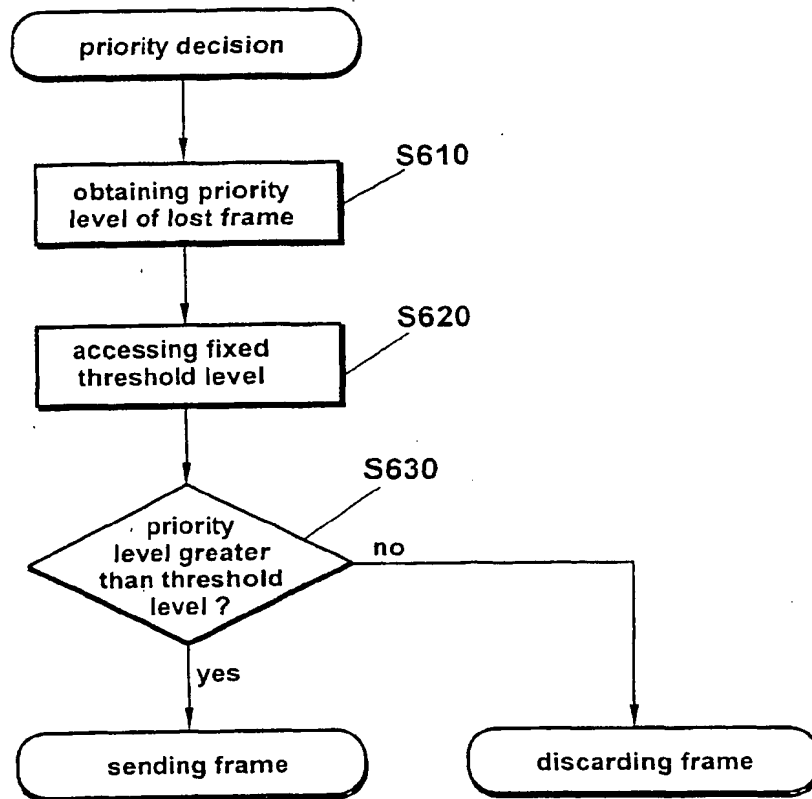 priority decision
S610
obtaining priority
level of lost frame
S620
accessing fixed
threshold level
S630
priority
level greater
than threshold
level ?
no
yes
sending frame
discarding frame